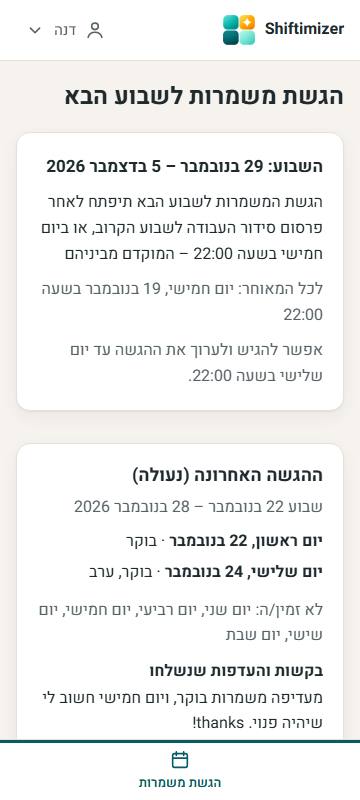 Shiftimizer
דנה
הגשת משמרות לשבוע הבא
השבוע: 29 בנובמבר – 5 בדצמבר 2026
הגשת המשמרות לשבוע הבא תיפתח לאחר
פרסום סידור העבודה לשבוע הקרוב, או ביום
חמישי בשעה 22:00 – המוקדם מביניהם
לכל המאוחר: יום חמישי, 19 בנובמבר בשעה
22:00
אפשר להגיש ולערוך את ההגשה עד יום
שלישי בשעה 22:00.
ההגשה האחרונה (נעולה)
שבוע 22 בנובמבר – 28 בנובמבר 2026
יום ראשון, 22 בנובמבר · בוקר
יום שלישי, 24 בנובמבר · בוקר, ערב
לא זמין/ה: יום שני, יום רביעי, יום חמישי, יום
שישי, יום שבת
בקשות והעדפות שנשלחו
מעדיפה משמרות בוקר, ויום חמישי חשוב לי
שיהיה פנוי. thanks!
הגשת משמרות